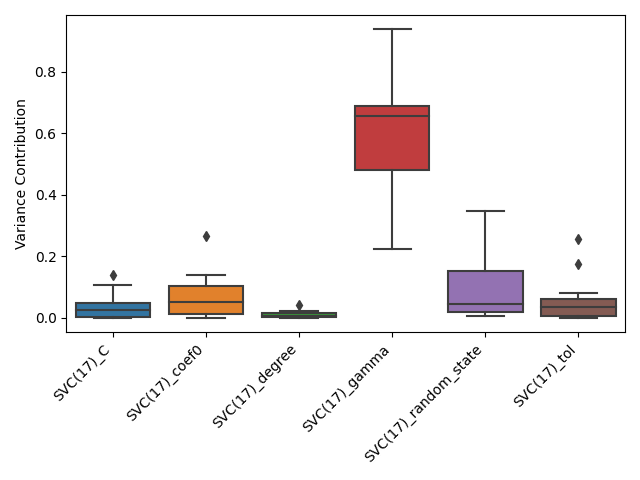 Variance Contribution
0.8
0.6
0.4
0.2
0.0
SVC(17)_C
SVC(17)_coef0
SVC(17)_degree
SVC(17)_gamma
SVC(17)_random_state
SVC(17)_tol